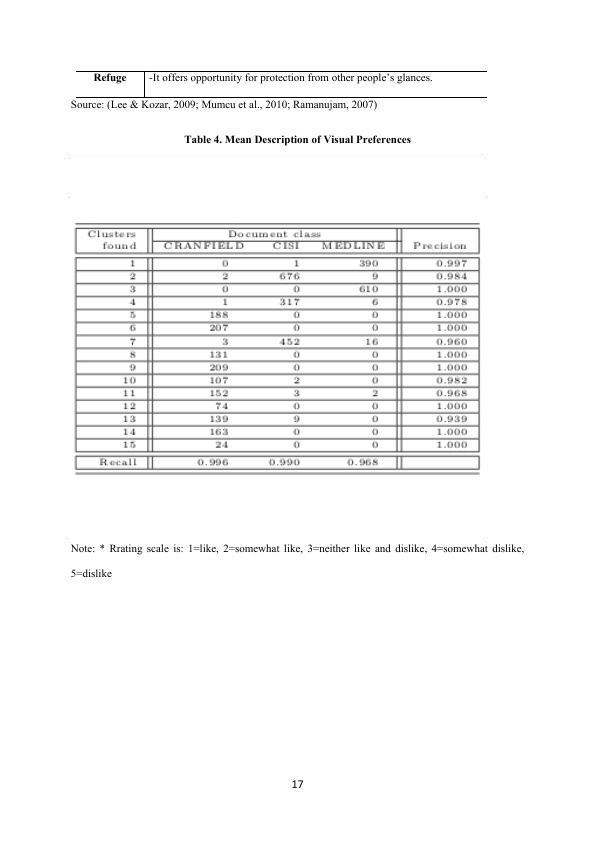 Refuge -It offers opportunity for protection from other people’s glances.
Source: (Lee & Kozar, 2009; Mumcu et al., 2010; Ramanujam, 2007)
Table 4. Mean Description of Visual Preferences
Clusters Document class
found CRANFIELD CISI MEDLINE Precision
1 0 1 390 0.997
2 2 676 9 0.984
3 0 0 610 1.000
4 1 317 6 0.978
5 188 0 0 1.000
6 207 0 0 1.000
7 3 452 16 0.960
8 131 0 0 1.000
9 209 0 0 1.000
10 107 2 0 0.982
11 152 3 2 0.968
12 74 0 0 1.000
13 139 9 0 0.939
14 163 0 0 1.000
15 24 0 0 1.000
Recall 0.996 0.990 0.968
Note: * Rrating scale is: 1=like, 2=somewhat like, 3=neither like and dislike, 4=somewhat dislike,
5=dislike
17